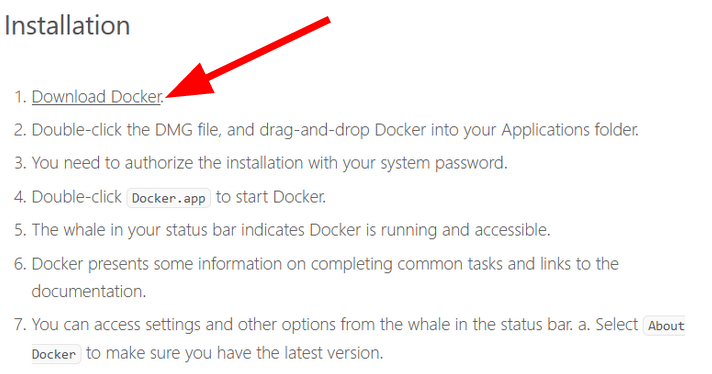 Installation
1. Download Docker.
2. Double-click the DMG file, and drag-and-drop Docker into your Applications folder.
3. You need to authorize the installation with your system password.
4. Double-click Docker.app to start Docker.
5. The whale in your status bar indicates Docker is running and accessible.
6. Docker presents some information on completing common tasks and links to the
documentation.
7. You can access settings and other options from the whale in the status bar. a. Select About
Docker to make sure you have the latest version.